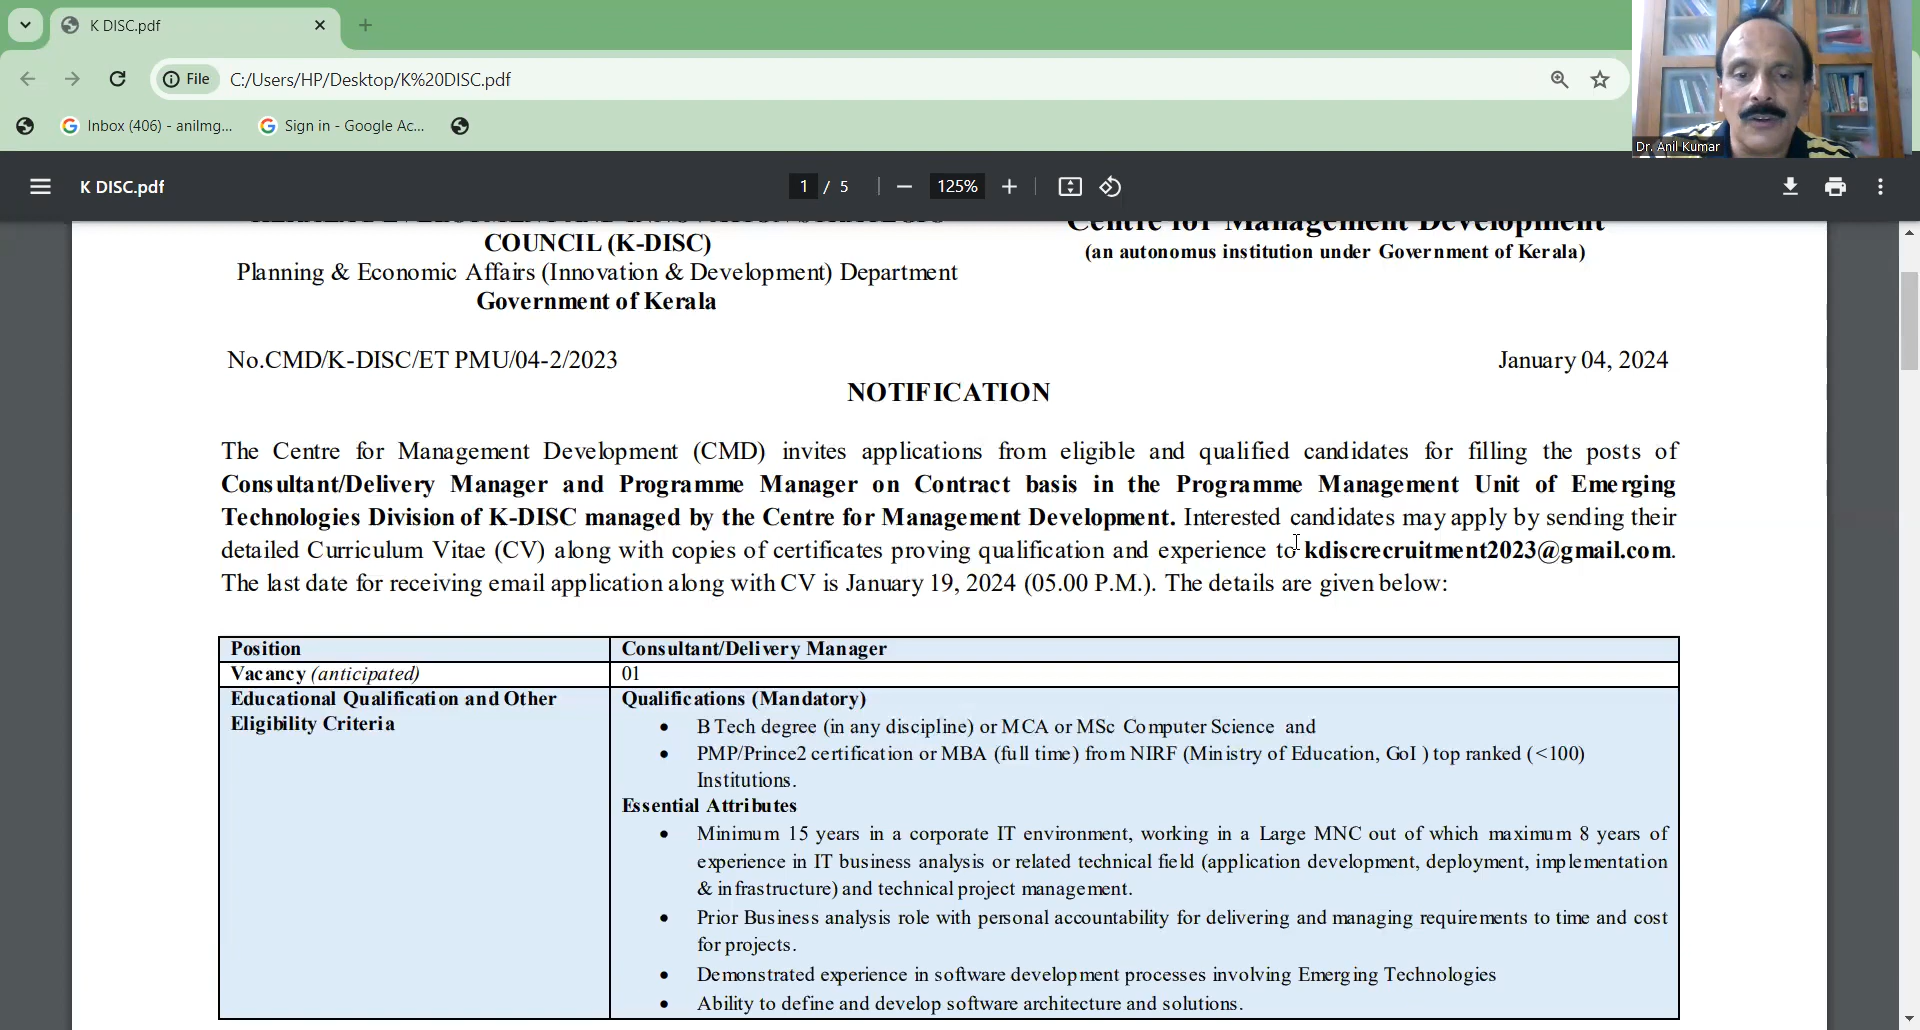 K DISC.pdf
File
C:/Users/HP/Desktop/K%20DISC.pdf
Inbox (406) - anilmg...
Sign in - Google Ac...
Dr. Anil Kumar
K DISC.pdf
1 / 5
125%
COUNCIL (K-DISC)
Planning & Economic Affairs (Innovation & Development) Department
Government of Kerala
Centre for Management Development
(an autonomus institution under Government of Kerala)
No.CMD/K-DISC/ET PMU/04-2/2023
January 04, 2024
NOTIFICATION
The Centre for Management Development (CMD) invites applications from eligible and qualified candidates for filling the posts of
Consultant/Delivery Manager and Programme Manager on Contract basis in the Programme Management Unit of Emerging
Technologies Division of K-DISC managed by the Centre for Management Development. Interested candidates may apply by sending their
detailed Curriculum Vitae (CV) along with copies of certificates proving qualification and experience to kdiscrecruitment2023@gmail.com.
The last date for receiving email application along with CV is January 19, 2024 (05.00 P.M.). The details are given below:
Position
Consultant/Delivery Manager
Vacancy (anticipated)
01
Educational Qualification and Other
Eligibility Criteria
Qualifications (Mandatory)
• B Tech degree (in any discipline) or MCA or MSc Computer Science and
• PMP/Prince2 certification or MBA (full time) from NIRF (Ministry of Education, GoI ) top ranked (<100)
Institutions.
Essential Attributes
• Minimum 15 years in a corporate IT environment, working in a Large MNC out of which maximum 8 years of
experience in IT business analysis or related technical field (application development, deployment, implementation
& infrastructure) and technical project management.
• Prior Business analysis role with personal accountability for delivering and managing requirements to time and cost
for projects.
• Demonstrated experience in software development processes involving Emerging Technologies
• Ability to define and develop software architecture and solutions.